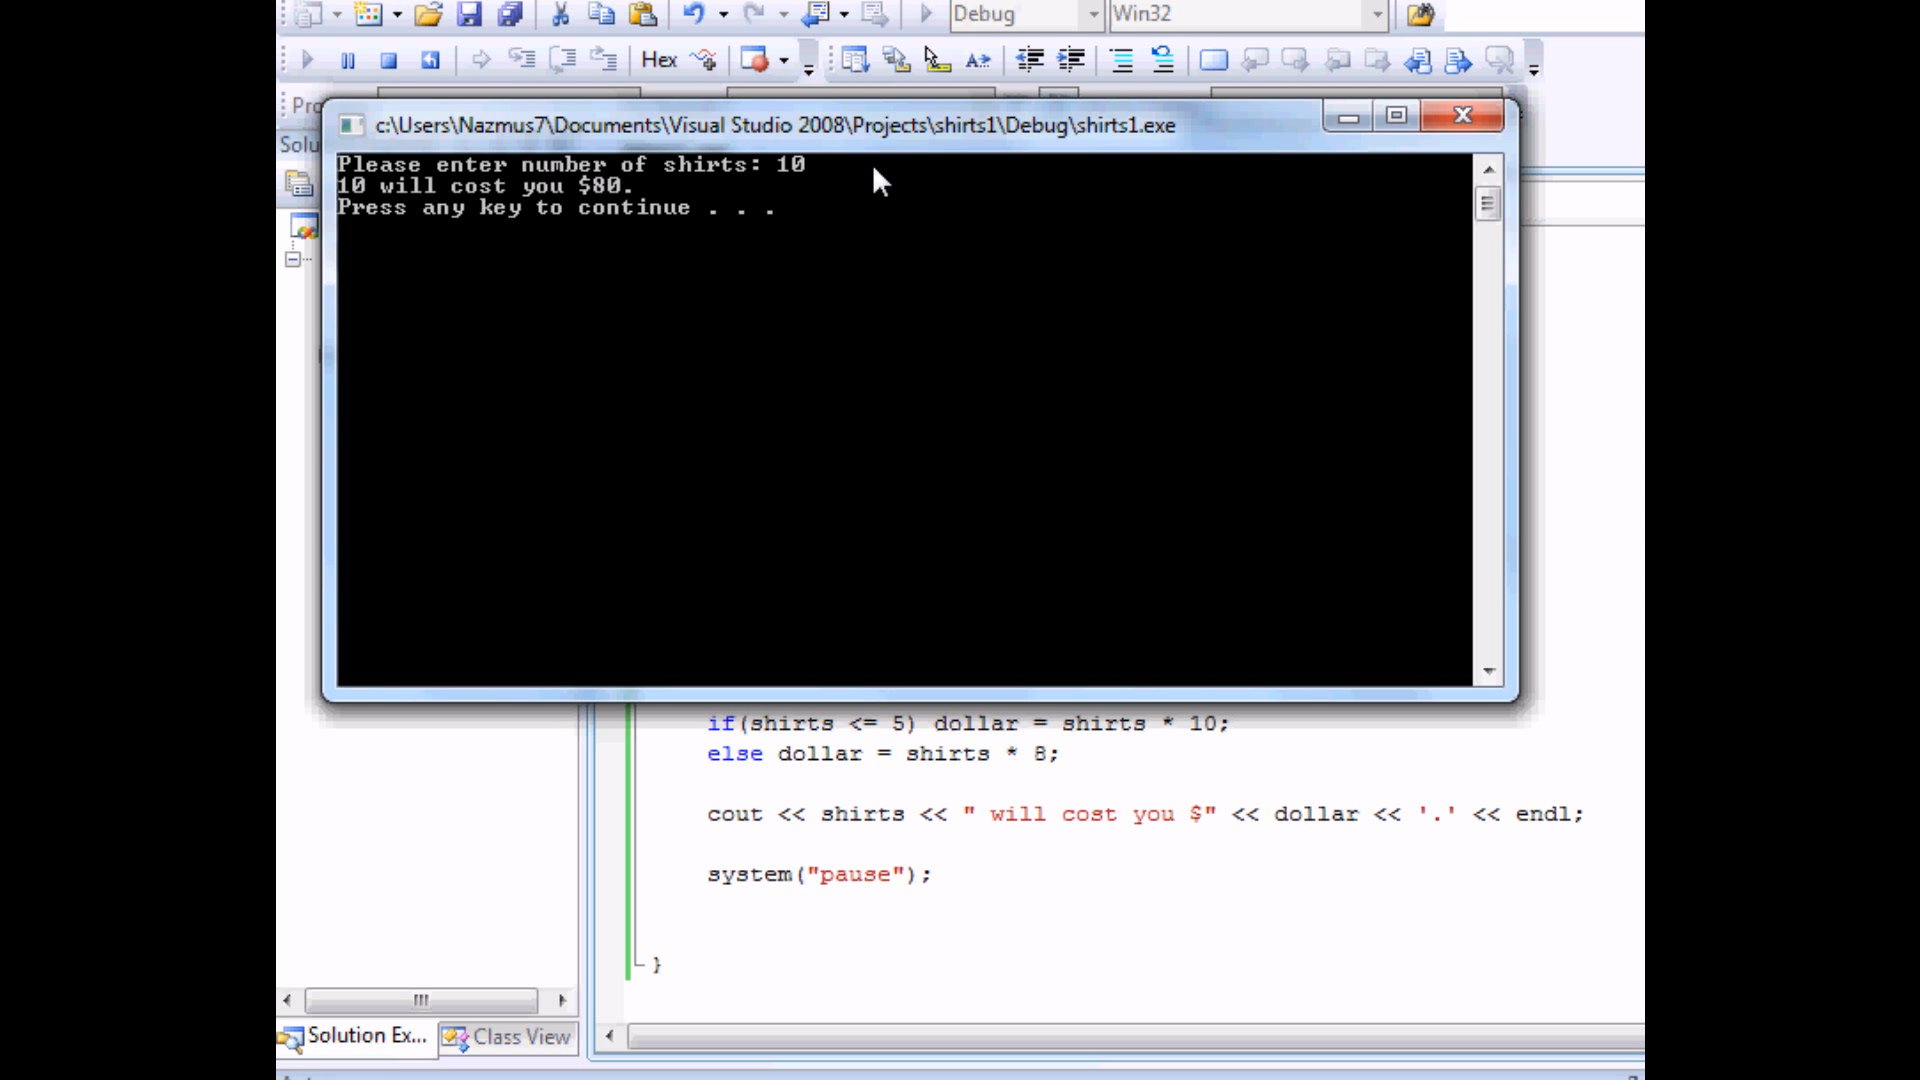 Debug Win32
Hex
Pro
c:\Users\Nazmus7\Documents\Visual Studio 2008\Projects\shirts1\Debug\shirts1.exe
Solu
Please enter number of shirts: 10
10 will cost you $80.
Press any key to continue . . .
if(shirts <= 5) dollar = shirts * 10;
else dollar = shirts * 8;
cout << shirts << " will cost you $" << dollar << '.' << endl;
system("pause");
}
Solution Ex... Class View